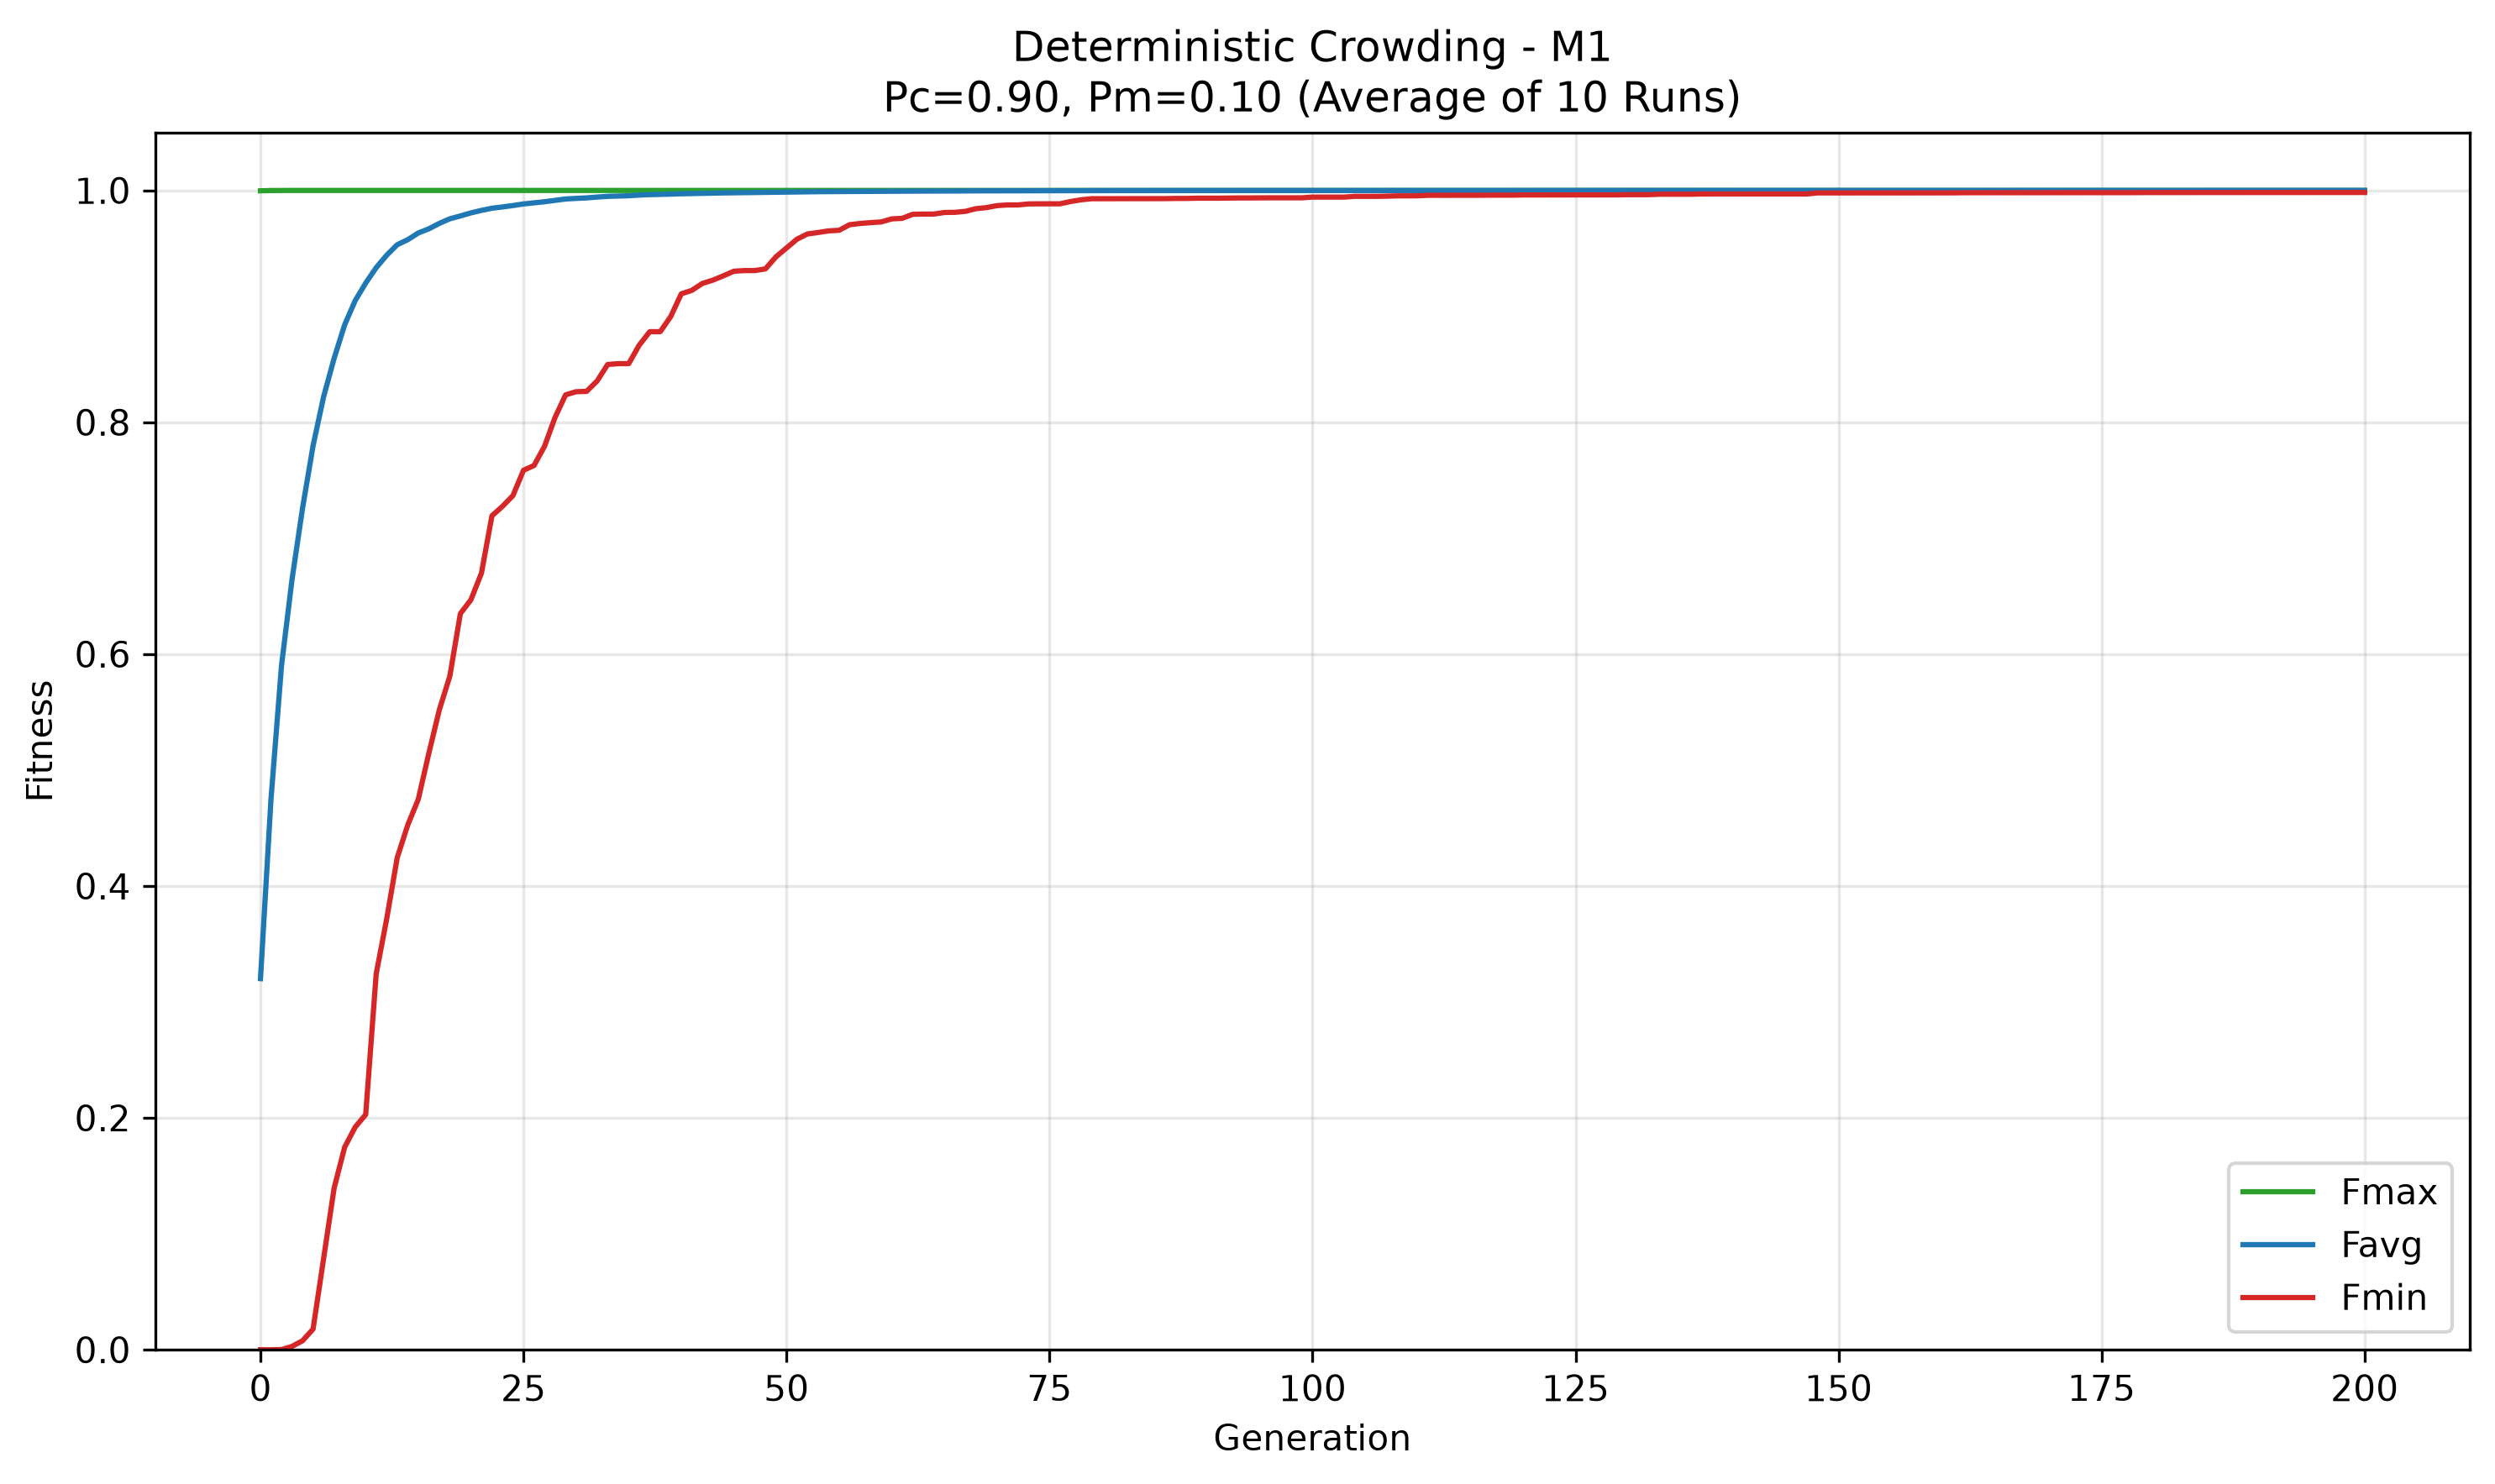 Deterministic Crowding - M1
Pc=0.90, Pm=0.10 (Average of 10 Runs)
1.0
0.8
0.6
0.4
0.2
0.0
Fitness
0 25 50 75 100 125 150 175 200
Generation
Fmax
Favg
Fmin